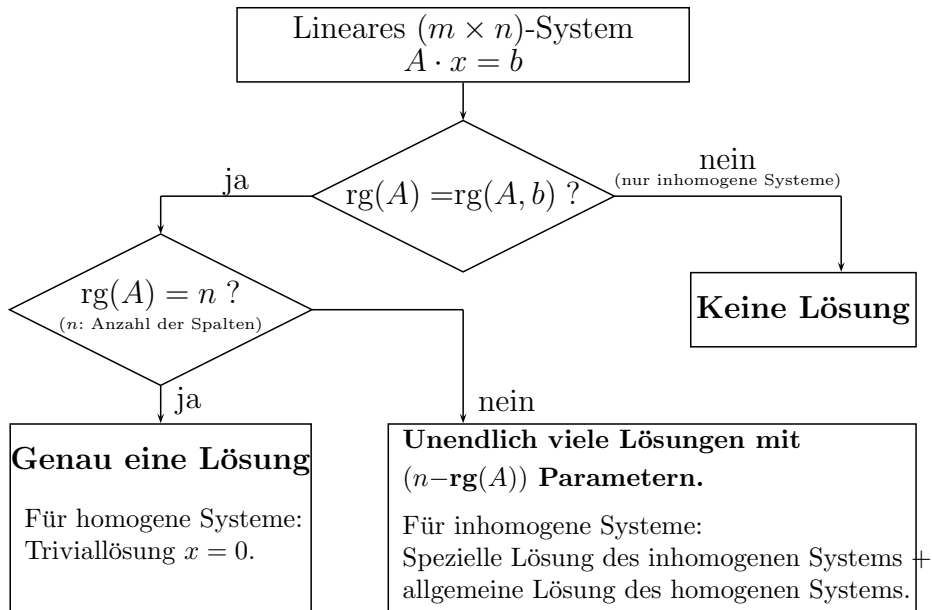 Lineares (m × n)-System
A · x = b
rg(A) =rg(A, b) ?
ja
nein
(nur inhomogene Systeme)
rg(A) = n ?
(n: Anzahl der Spalten)
Keine Lösung
ja
nein
Genau eine Lösung
Für homogene Systeme:
Triviallösung x = 0.
Unendlich viele Lösungen mit
(n−rg(A)) Parametern.
Für inhomogene Systeme:
Spezielle Lösung des inhomogenen Systems +
allgemeine Lösung des homogenen Systems.